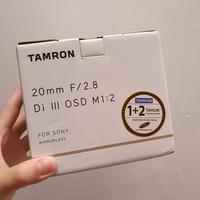 TAMRON
20mm F/2.8
Di III OSD M1:2
FOR SONY
MIRRORLESS
TAMRON
1+2